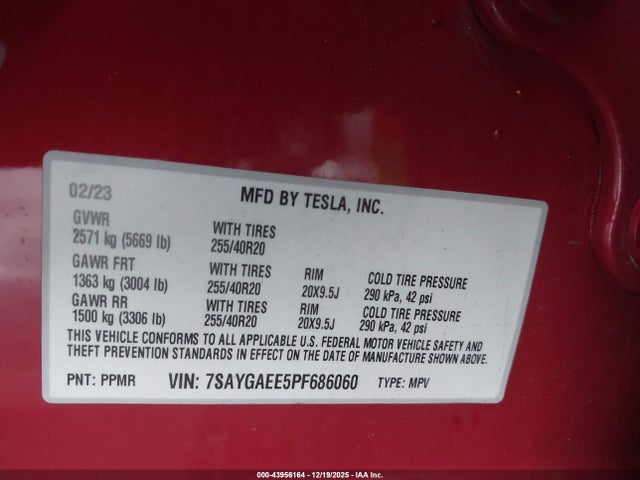 02/23 MFD BY TESLA, INC.
GVWR WITH TIRES
2571 kg (5669 lb) 255/40R20
GAWR FRT WITH TIRES RIM COLD TIRE PRESSURE
1363 kg (3004 lb) 255/40R20 20X9.5J 290 kPa, 42 psi
GAWR RR WITH TIRES RIM COLD TIRE PRESSURE
1500 kg (3306 lb) 255/40R20 20X9.5J 290 kPa, 42 psi
THIS VEHICLE CONFORMS TO ALL APPLICABLE U.S. FEDERAL MOTOR VEHICLE SAFETY AND
THEFT PREVENTION STANDARDS IN EFFECT ON THE DATE OF MANUFACTURE SHOWN ABOVE.
PNT: PPMR VIN: 7SAYGAEE5PF686060 TYPE: MPV
000-43956164 - 12/19/2025 - IAA Inc.